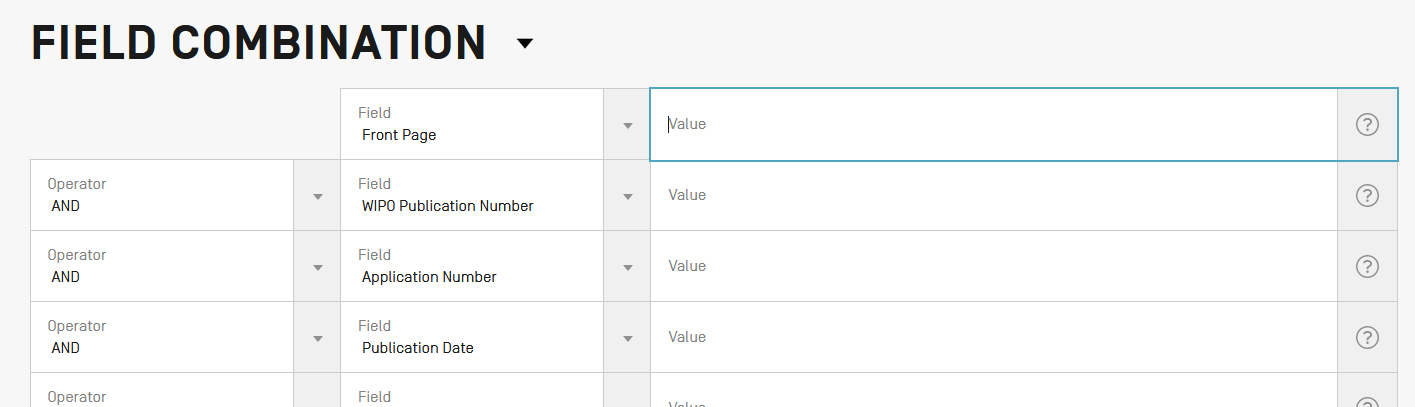 FIELD COMBINATION
Field
Front Page
Value
Operator
AND
Field
WIPO Publication Number
Value
Operator
AND
Field
Application Number
Value
Operator
AND
Field
Publication Date
Value
Operator
Field
Value